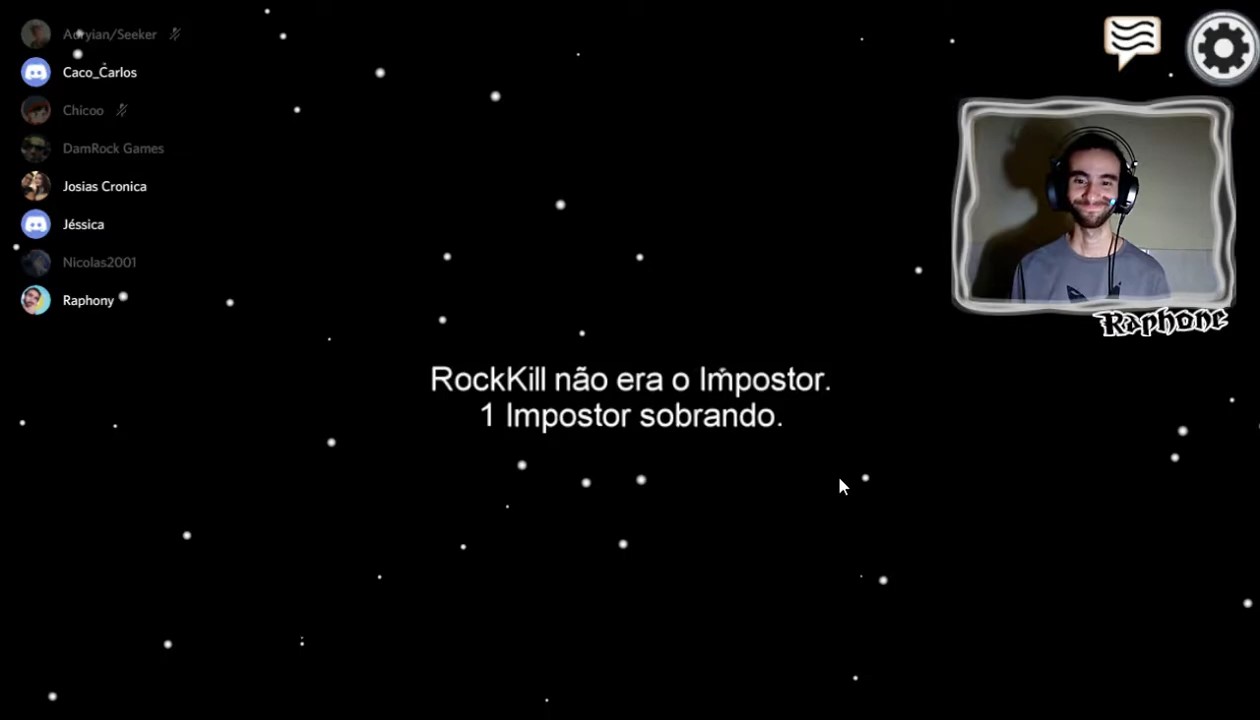 Adryian/Seeker
Caco_Carlos
Chicoo
DamRock Games
Josias Cronica
Jéssica
Nicolas2001
Raphony
Raphone
RockKill não era o Impostor.
1 Impostor sobrando.